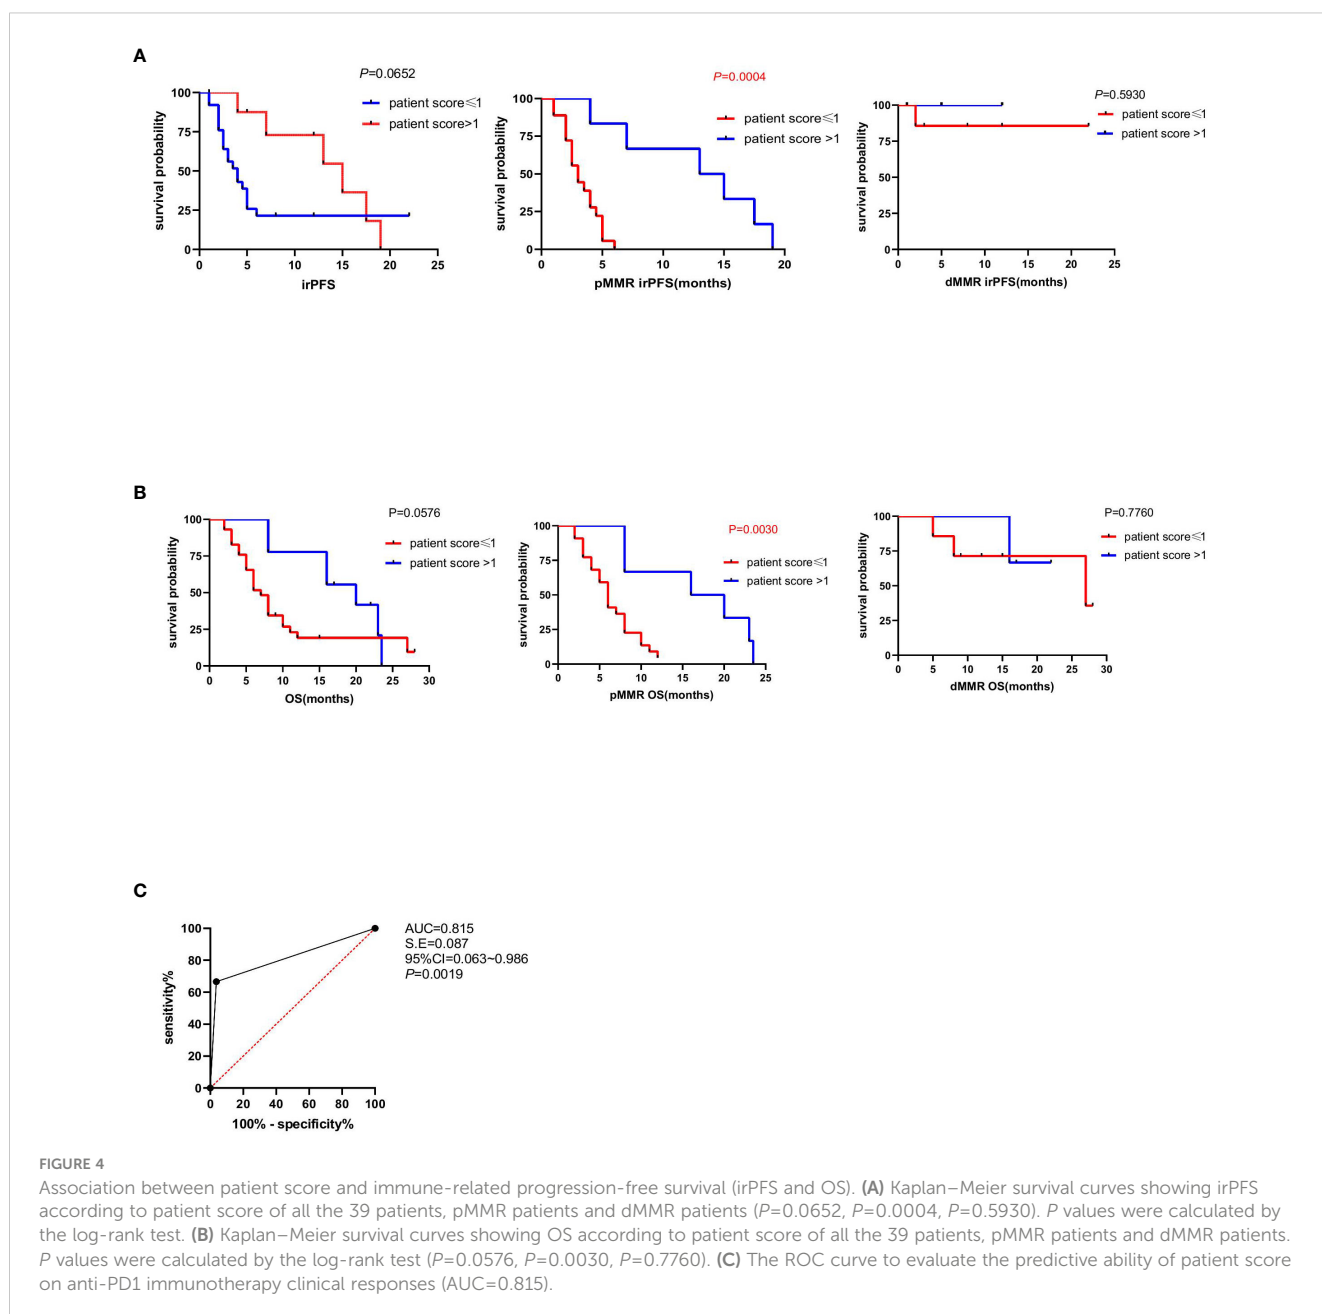 A
P=0.0652
patient score≤1
patient score>1
survival probability
100
75
50
25
0
0 5 10 15 20 25
irPFS
P=0.0004
patient score≤1
patient score >1
survival probability
100
75
50
25
0
0 5 10 15 20
pMMR irPFS(months)
P=0.5930
patient score≤1
patient score >1
survival probability
100
75
50
25
0
0 5 10 15 20 25
dMMR irPFS(months)
B
P=0.0576
patient score≤1
patient score >1
survival probability
100
75
50
25
0
0 5 10 15 20 25 30
OS(months)
P=0.0030
patient score≤1
patient score >1
survival probability
100
75
50
25
0
0 5 10 15 20 25
pMMR OS(months)
P=0.7760
patient score≤1
patient score >1
survival probability
100
75
50
25
0
0 5 10 15 20 25 30
dMMR OS(months)
C
AUC=0.815
S.E=0.087
95%CI=0.063~0.986
P=0.0019
sensitivity%
100
80
60
40
20
0
0 20 40 60 80 100
100% - specificity%
FIGURE 4
Association between patient score and immune-related progression-free survival (irPFS and OS). (A) Kaplan–Meier survival curves showing irPFS
according to patient score of all the 39 patients, pMMR patients and dMMR patients (P=0.0652, P=0.0004, P=0.5930). P values were calculated by
the log-rank test. (B) Kaplan–Meier survival curves showing OS according to patient score of all the 39 patients, pMMR patients and dMMR patients.
P values were calculated by the log-rank test (P=0.0576, P=0.0030, P=0.7760). (C) The ROC curve to evaluate the predictive ability of patient score
on anti-PD1 immunotherapy clinical responses (AUC=0.815).